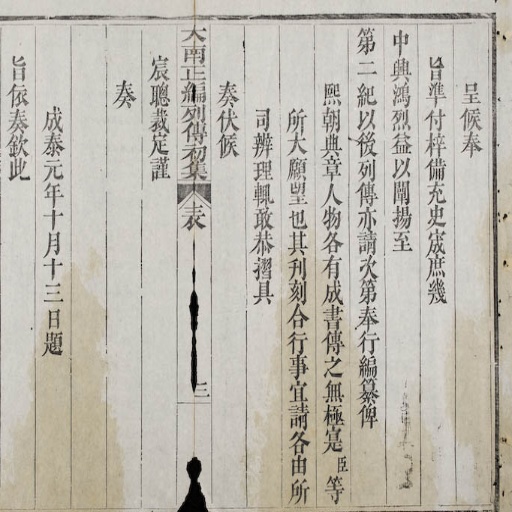 呈候奉
旨準付梓備充史宬庶幾
中興鴻烈益以闡揚至
第二紀以後列傳亦請次第奉行編纂俾
熙朝典章人物各有成書傳之無極寔臣等
所大願望也其刊刻合行事宜請各由所
司辨理輒敢恭摺具
奏伏候
大南正編列傳初集 表 三
宸聰裁定謹
奏
成泰元年十月十三日題
旨依奏欽此